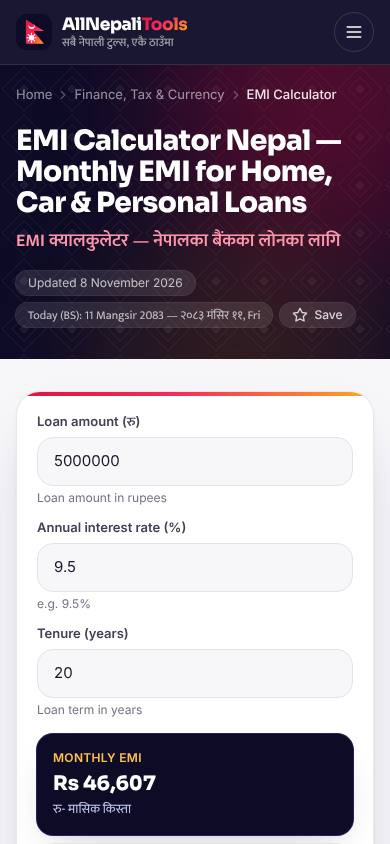 AllNepaliTools
सबै नेपाली टुल्स, एकै ठाउँमा
Home > Finance, Tax & Currency > EMI Calculator
EMI Calculator Nepal —
Monthly EMI for Home,
Car & Personal Loans
EMI क्यालकुलेटर — नेपालका बैंकका लोनका लागि
Updated 8 November 2026
Today (BS): 11 Mangsir 2083 — २०८३ मंसिर ११, Fri
Save
Loan amount (रु)
5000000
Loan amount in rupees
Annual interest rate (%)
9.5
e.g. 9.5%
Tenure (years)
20
Loan term in years
MONTHLY EMI
Rs 46,607
रु- मासिक किस्ता